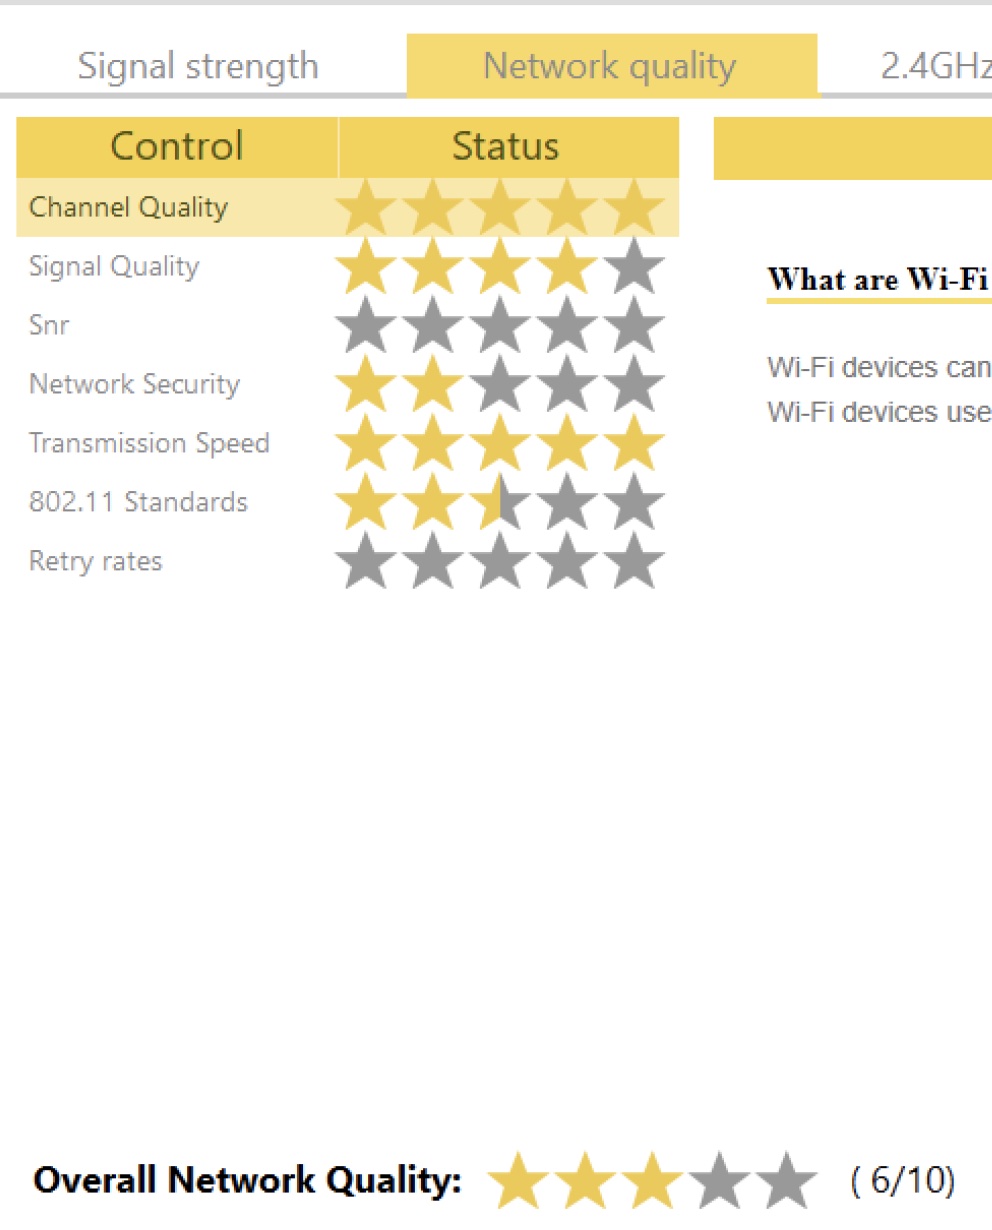 Signal strength Network quality 2.4GHz
Control Status
Channel Quality
Signal Quality
Snr
Network Security
Transmission Speed
802.11 Standards
Retry rates
What are Wi-Fi
Wi-Fi devices can
Wi-Fi devices use
Overall Network Quality: ( 6/10)